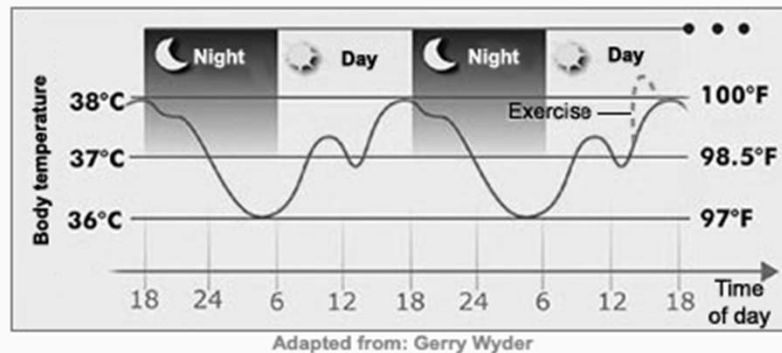 Night
Day
Night
Day
Body temperature
38°C
100°F
Exercise
37°C
98.5°F
36°C
97°F
18 24 6 12 18 24 6 12 18
Time
of day
Adapted from: Gerry Wyder